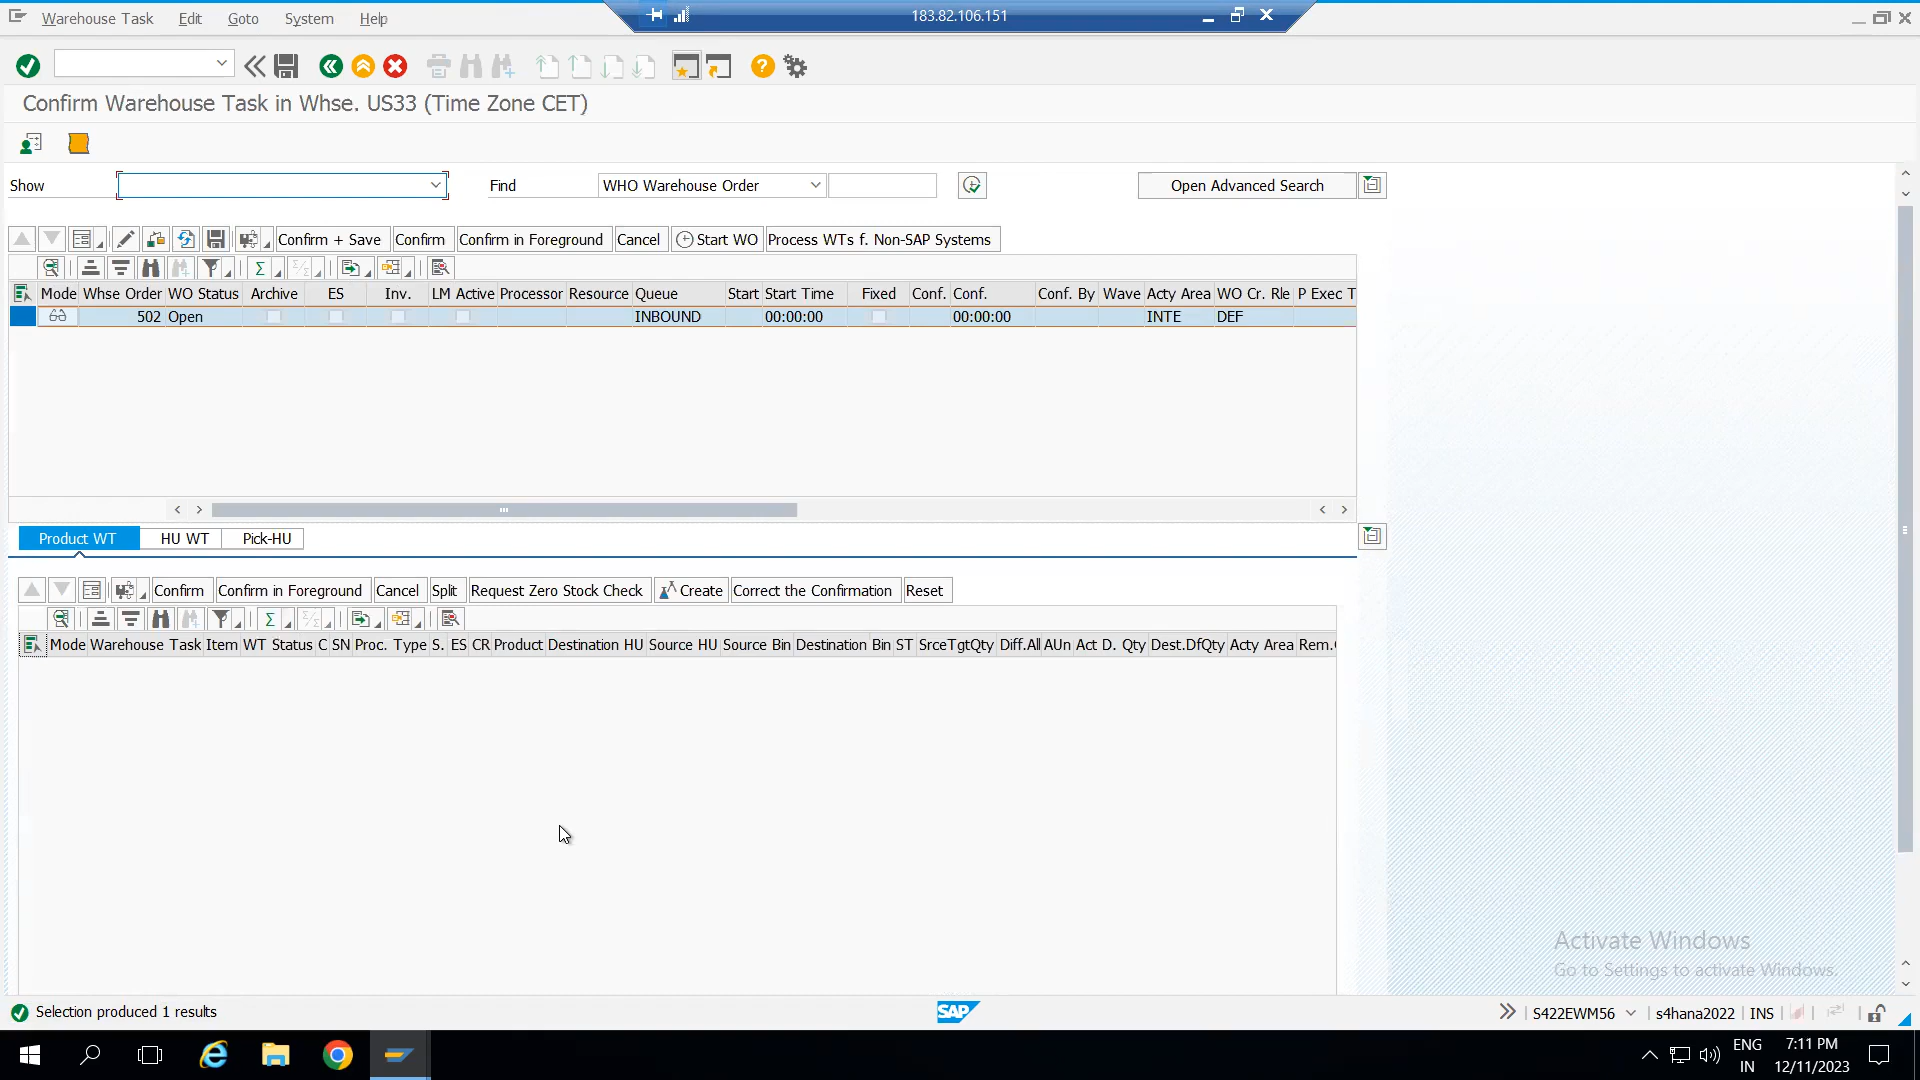 Warehouse Task Edit Goto System Help
183.82.106.151
Confirm Warehouse Task in Whse. US33 (Time Zone CET)
Show Find WHO Warehouse Order Open Advanced Search
Confirm + Save Confirm Confirm in Foreground Cancel Start WO Process WTs f. Non-SAP Systems
Mode Whse Order WO Status Archive ES Inv. LM Active Processor Resource Queue Start Start Time Fixed Conf. Conf. Conf. By Wave Acty Area WO Cr. Rle P Exec T
502 Open INBOUND 00:00:00 00:00:00 INTE DEF
Product WT HU WT Pick-HU
Confirm Confirm in Foreground Cancel Split Request Zero Stock Check Create Correct the Confirmation Reset
Mode Warehouse Task Item WT Status C SN Proc. Type S. ES CR Product Destination HU Source HU Source Bin Destination Bin ST SrceTgtQty Diff.All AUn Act D. Qty Dest.DfQty Acty Area Rem.
Activate Windows
Go to Settings to activate Windows.
Selection produced 1 results SAP S422EWM56 s4hana2022 INS
ENG 7:11 PM
IN 12/11/2023